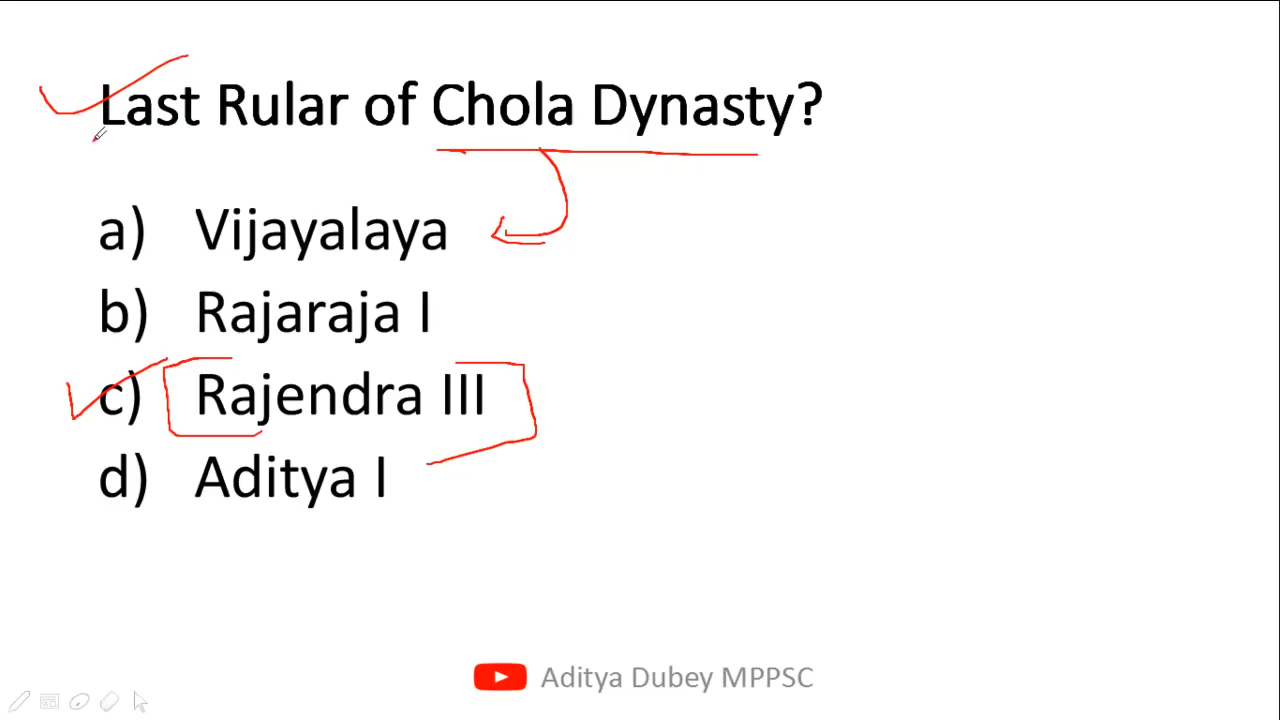 Last Rular of Chola Dynasty?
a) Vijayalaya
b) Rajaraja I
c) Rajendra III
d) Aditya I
Aditya Dubey MPPSC